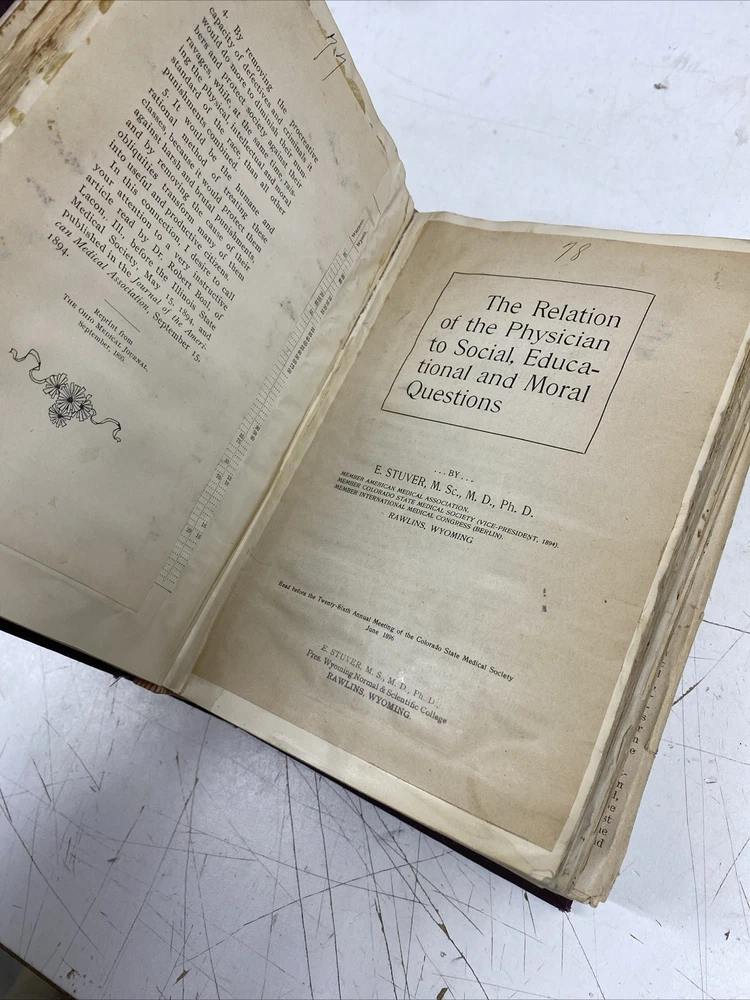 77
4. By removing the procreative
capacity of defectives and criminals it
would do more to diminish their num-
bers and protect society against their
ravages, while, at the same time, rais-
ing the physical intellectual and moral
standard of the race, than all other
punishments combined.
5. It would be the humane and
rational method of treating these
classes, because it would protect them
against harsh and brutal punishments,
and by removing the cause of their
obliquities transform many of them
into useful and productive citizens.
In this connection, I desire to call
your attention to a very instructive
article read by Dr. Robert Boal, of
Lacon, Ill., before the Illinois State
Medical Society, May 15, 1894, and
published in the Journal of the Ameri-
can Medical Association, September 15,
1894.
Reprint from
THE OHIO MEDICAL JOURNAL
September, 1895.
78
The Relation
of the Physician
to Social, Educa-
tional and Moral
Questions
...BY...
E. STUVER, M. Sc., M. D., Ph. D.
MEMBER AMERICAN MEDICAL ASSOCIATION.
MEMBER COLORADO STATE MEDICAL SOCIETY (VICE-PRESIDENT, 1894).
MEMBER INTERNATIONAL MEDICAL CONGRESS (BERLIN).
RAWLINS, WYOMING
Read before the Twenty-Sixth Annual Meeting of the Colorado State Medical Society
June 1896
E. STUVER, M. S., M. D., Ph. D.
Pres. Wyoming Normal & Scientific College
RAWLINS, WYOMING.